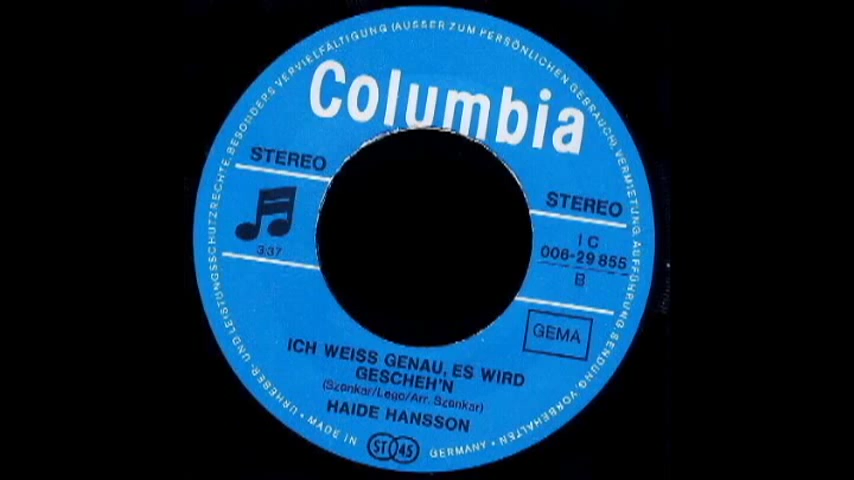 Columbia
STEREO
3:37
STEREO
1 C
006-29 855
B
GEMA
ICH WEISS GENAU, ES WIRD
GESCHEH'N
(Szenkar/Lego/Arr. Szenkar)
HAIDE HANSSON
ST 45
URHEBER- UND LEISTUNGSSCHUTZRECHTE, BESONDERS VERVIELFÄLTIGUNG (AUSSER ZUM PERSÖNLICHEN GEBRAUCH), VERMIETUNG, AUFFÜHRUNG, SENDUNG, VORBEHALTEN
MADE IN GERMANY